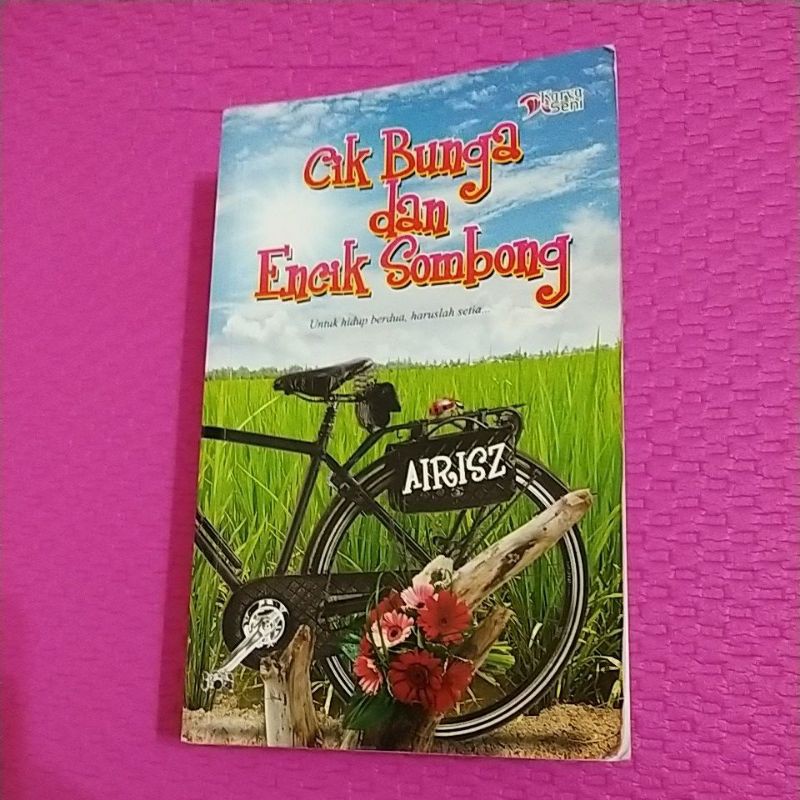 Karya
Seni
Cik Bunga
dan
Encik Sombong
Untuk hidup berdua, haruslah setia...
AIRISZ